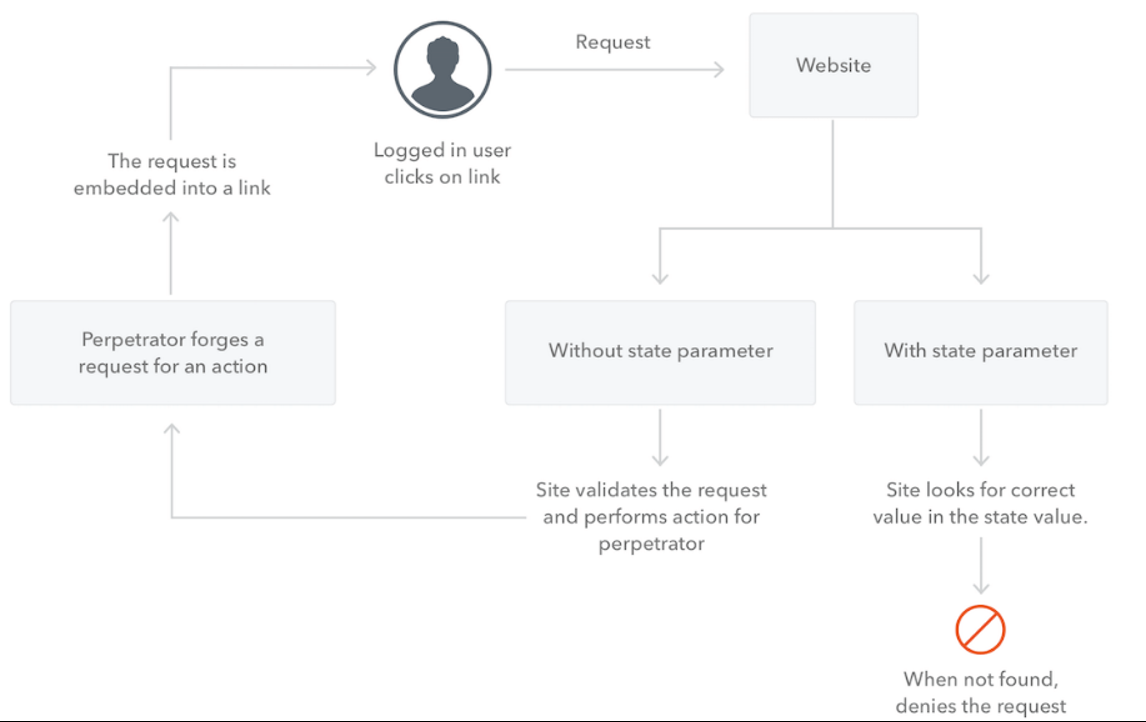 Request
Website
Logged in user
clicks on link
The request is
embedded into a link
Perpetrator forges a
request for an action
Without state parameter
With state parameter
Site validates the request
and performs action for
perpetrator
Site looks for correct
value in the state value.
When not found,
denies the request